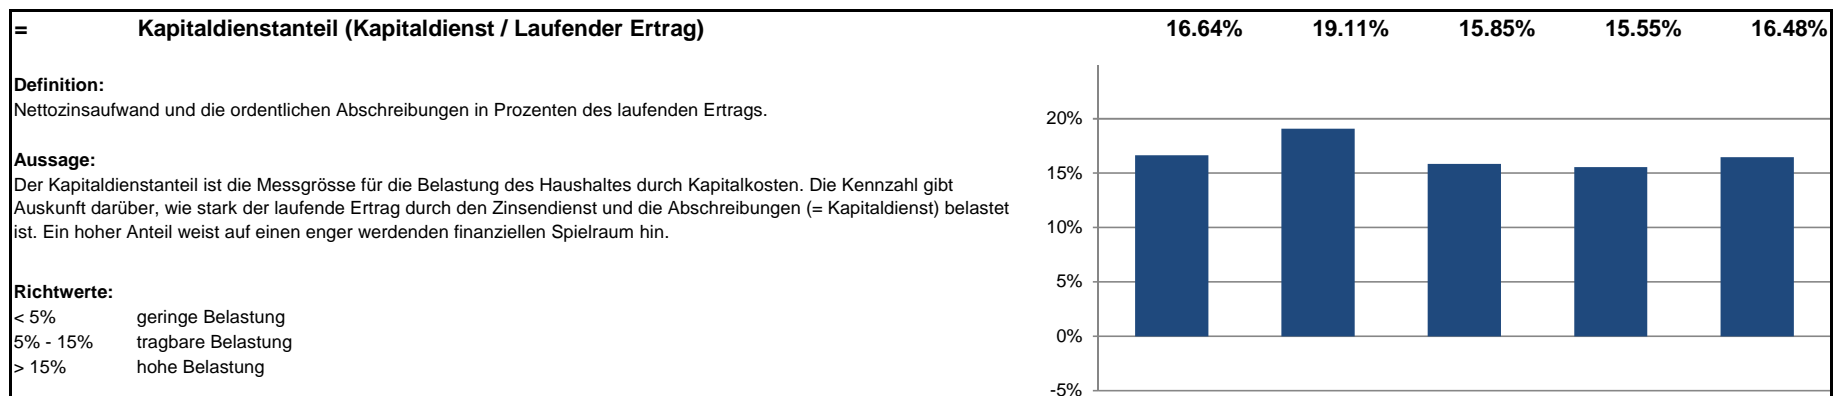 = Kapitaldienstanteil (Kapitaldienst / Laufender Ertrag) 16.64% 19.11% 15.85% 15.55% 16.48%
Definition:
Nettozinsaufwand und die ordentlichen Abschreibungen in Prozenten des laufenden Ertrags.
Aussage:
Der Kapitaldienstanteil ist die Messgrösse für die Belastung des Haushaltes durch Kapitalkosten. Die Kennzahl gibt
Auskunft darüber, wie stark der laufende Ertrag durch den Zinsendienst und die Abschreibungen (= Kapitaldienst) belastet
ist. Ein hoher Anteil weist auf einen enger werdenden finanziellen Spielraum hin.
Richtwerte:
< 5% geringe Belastung
5% - 15% tragbare Belastung
> 15% hohe Belastung
20%
15%
10%
5%
0%
-5%